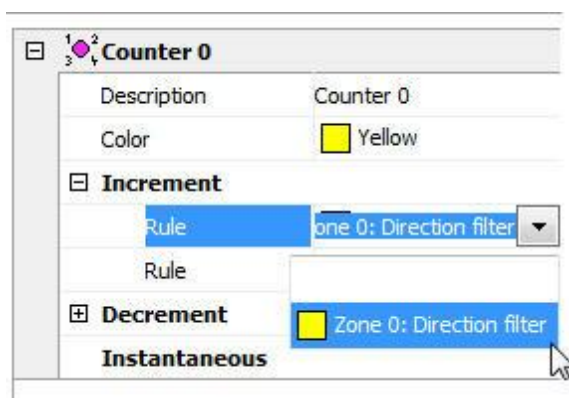 Counter 0
Description Counter 0
Color Yellow
Increment
Rule one 0: Direction filter
Rule
Zone 0: Direction filter
Decrement
Instantaneous